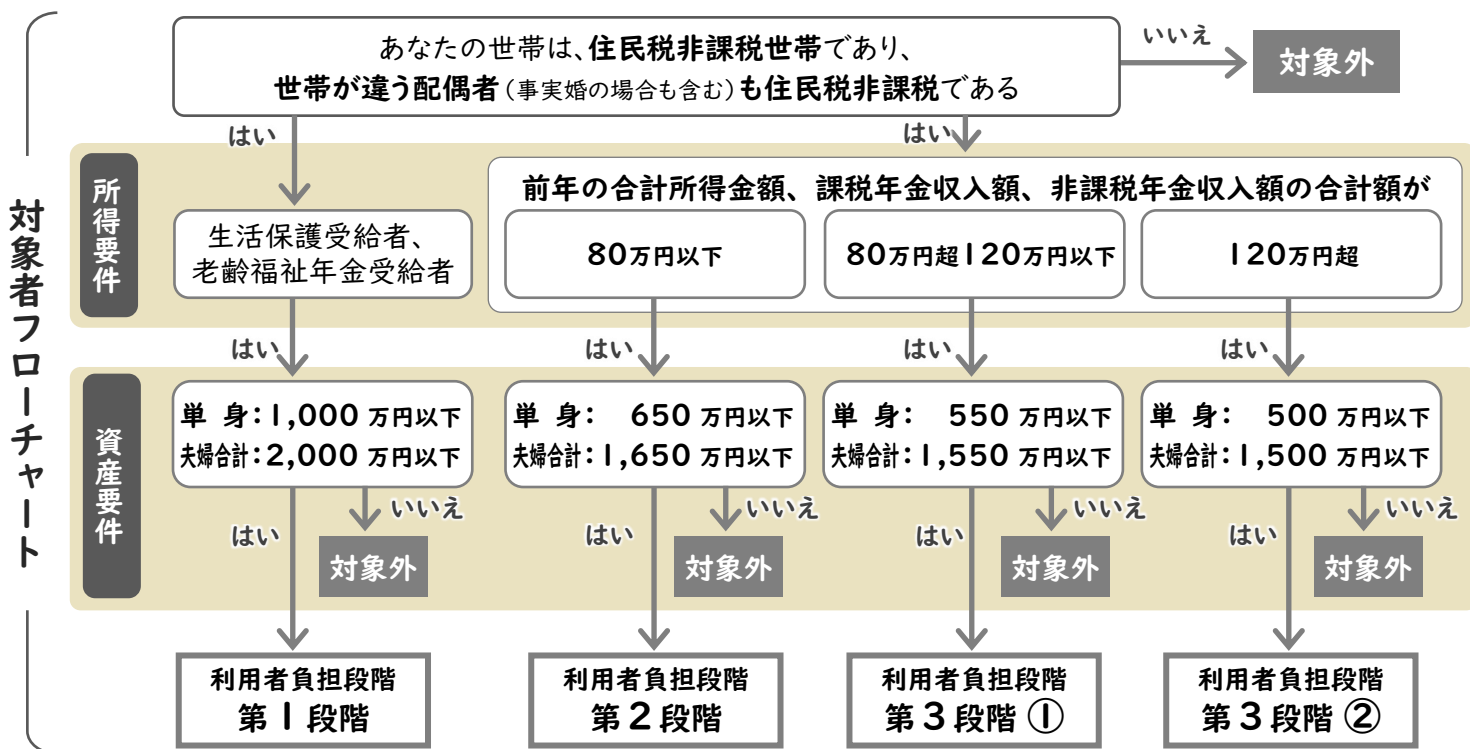 対象者フローチャート
あなたの世帯は、住民税非課税世帯であり、
世帯が違う配偶者(事実婚の場合も含む)も住民税非課税である
いいえ
対象外
はい
はい
所得要件
生活保護受給者、
老齢福祉年金受給者
前年の合計所得金額、課税年金収入額、非課税年金収入額の合計額が
80万円以下
80万円超120万円以下
120万円超
はい
はい
はい
はい
資産要件
単 身:1,000 万円以下
夫婦合計:2,000 万円以下
単 身: 650 万円以下
夫婦合計:1,650 万円以下
単 身: 550 万円以下
夫婦合計:1,550 万円以下
単 身: 500 万円以下
夫婦合計:1,500 万円以下
はい
いいえ
対象外
はい
いいえ
対象外
はい
いいえ
対象外
はい
いいえ
対象外
利用者負担段階
第1段階
利用者負担段階
第2段階
利用者負担段階
第3段階 ①
利用者負担段階
第3段階 ②